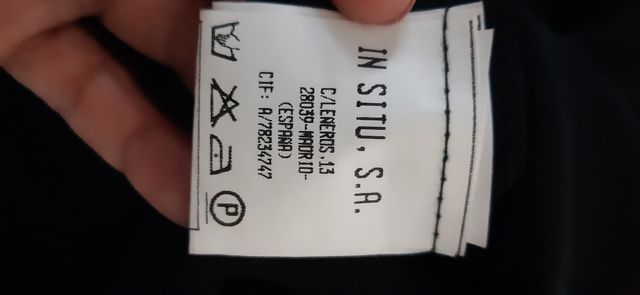 IN SITU, S.A.
C/LEÑEROS,13
28039-MADRID-
(ESPAÑA)
CIF: A/78234747
P